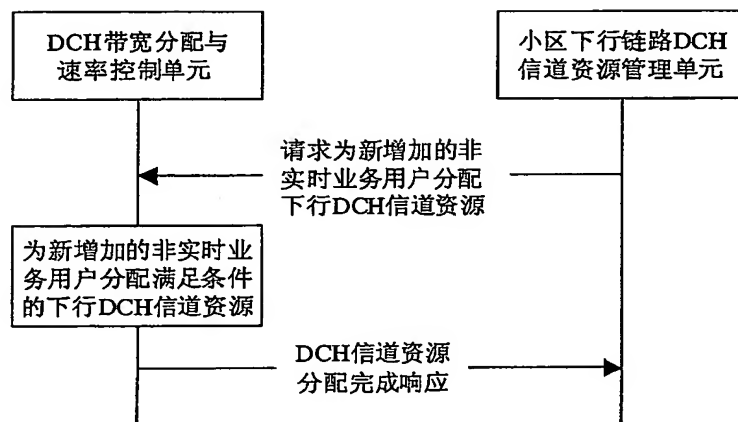 DCH带宽分配与
速率控制单元
小区下行链路DCH
信道资源管理单元
请求为新增加的非
实时业务用户分配
下行DCH信道资源
为新增加的非实时业
务用户分配满足条件
的下行DCH信道资源
DCH信道资源
分配完成响应